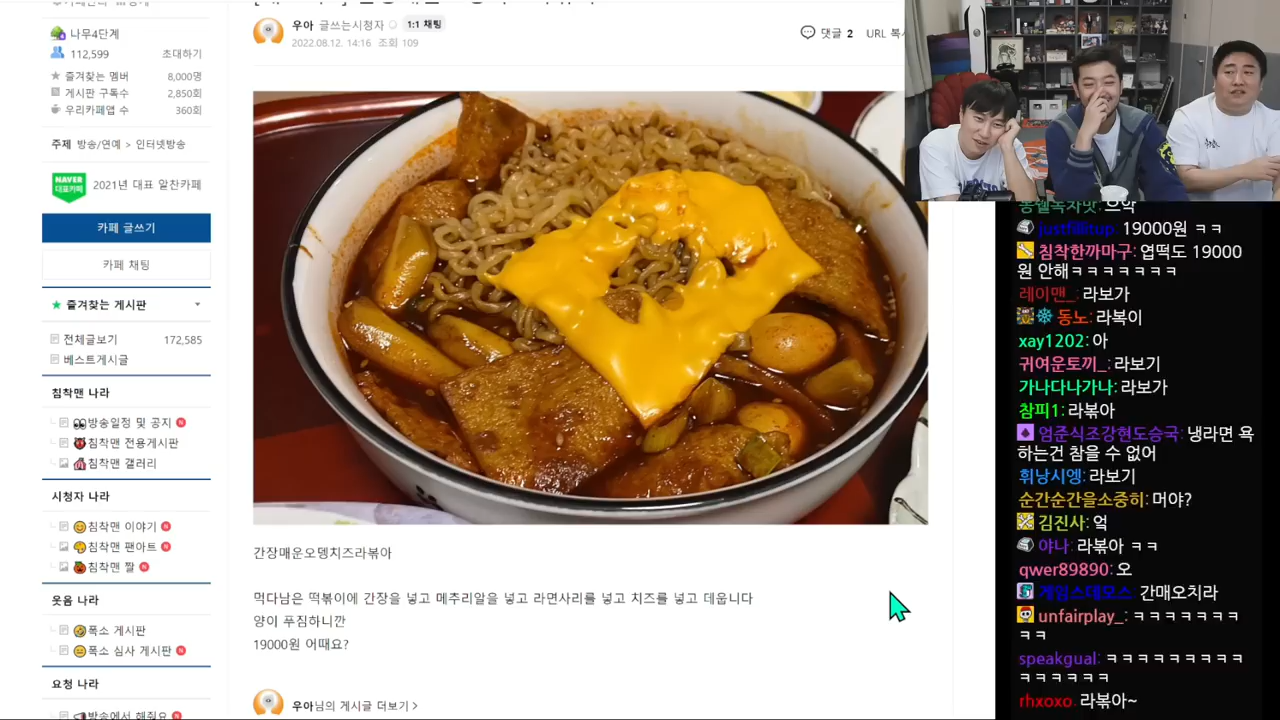 나무4단계
112,599 초대하기
즐겨찾는 멤버 8,000명
게시판 구독수 2,850회
우리카페앱 수 360회
주제 방송/연예 > 인터넷방송
NAVER
대표카페
2021년 대표 알찬카페
카페 글쓰기
카페 채팅
즐겨찾는 게시판
전체글보기 172,585
베스트게시글
침착맨 나라
방송일정 및 공지 N
침착맨 전용게시판
침착맨 갤러리
시청자 나라
침착맨 이야기 N
침착맨 팬아트 N
침착맨 짤 N
웃음 나라
폭소 게시판
폭소 심사 게시판 N
요청 나라
방송에서 해줘요 N
우아 글쓰는시청자 1:1 채팅
2022.08.12. 14:16 조회 109
댓글 2 URL 복사
간장매운오뎅치즈라볶아
먹다남은 떡볶이에 간장을 넣고 메추리알을 넣고 라면사리를 넣고 치즈를 넣고 데웁니다
양이 푸짐하니깐
19000원 어때요?
우아님의 게시글 더보기 >
justfillitup: 19000원 ㅋㅋ
침착한까마구: 엽떡도 19000
원 안해ㅋㅋㅋㅋㅋㅋㅋ
레이맨_: 라보가
동노: 라복이
xay1202: 아
귀여운토끼_: 라보기
가나다나가나: 라보가
참피1: 라복아
엄준식조강현도승국: 냉라면 욕
하는건 참을 수 없어
휘낭시엥: 라보기
순간순간을소중히: 머야?
김진사: 엌
야나: 라볶아 ㅋㅋ
qwer89890: 오
게임스데모스: 간매오치라
unfairplay_: ㅋㅋㅋㅋㅋㅋㅋ
ㅋㅋ
speakgual: ㅋㅋㅋㅋㅋㅋㅋㅋㅋ
ㅋㅋㅋㅋㅋㅋ
rhxoxo: 라볶아~